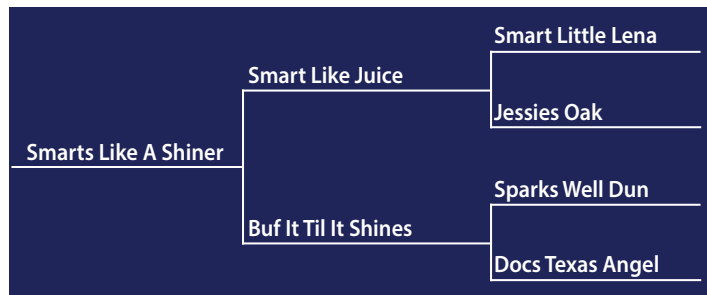 Smart Little Lena
Smart Like Juice
Jessies Oak
Smarts Like A Shiner
Sparks Well Dun
Buf It Til It Shines
Docs Texas Angel